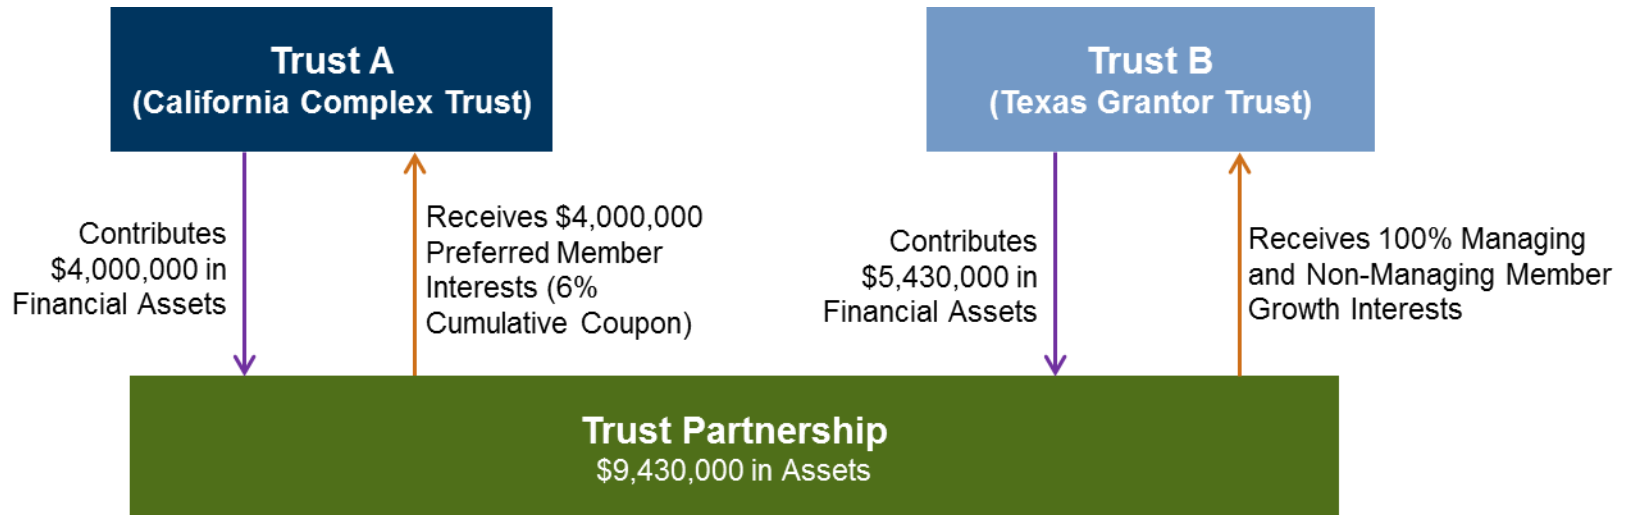 Trust A
(California Complex Trust)
Trust B
(Texas Grantor Trust)
Contributes
$4,000,000 in
Financial Assets
Receives $4,000,000
Preferred Member
Interests (6%
Cumulative Coupon)
Contributes
$5,430,000 in
Financial Assets
Receives 100% Managing
and Non-Managing Member
Growth Interests
Trust Partnership
$9,430,000 in Assets